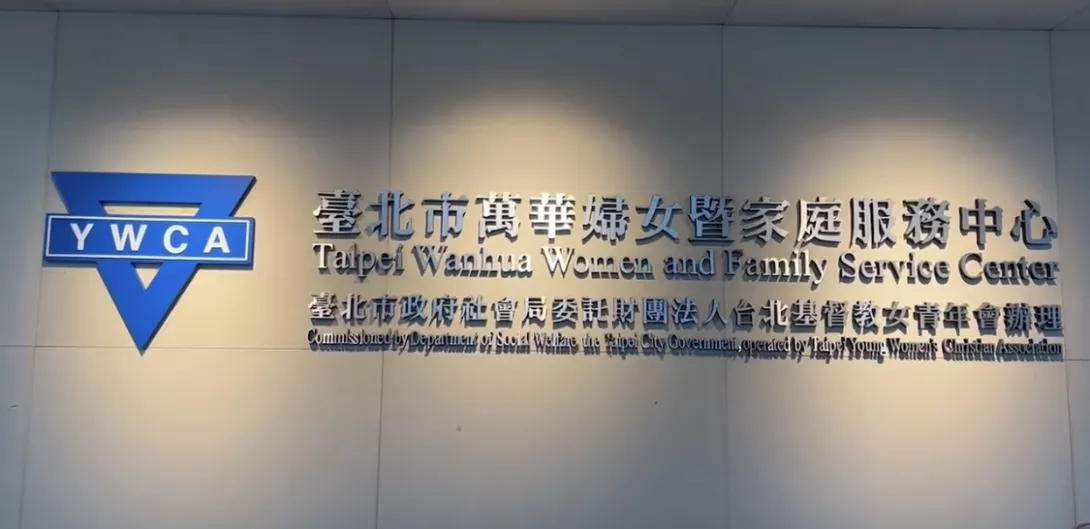 YWCA
臺北市萬華婦女暨家庭服務中心
Taipei Wanhua Women and Family Service Center
臺北市政府社會局委託財團法人台北基督教女青年會辦理
Commissioned by Department of Social Welfare, the Taipei City Government, operated by Taipei Young Women's Christian Association